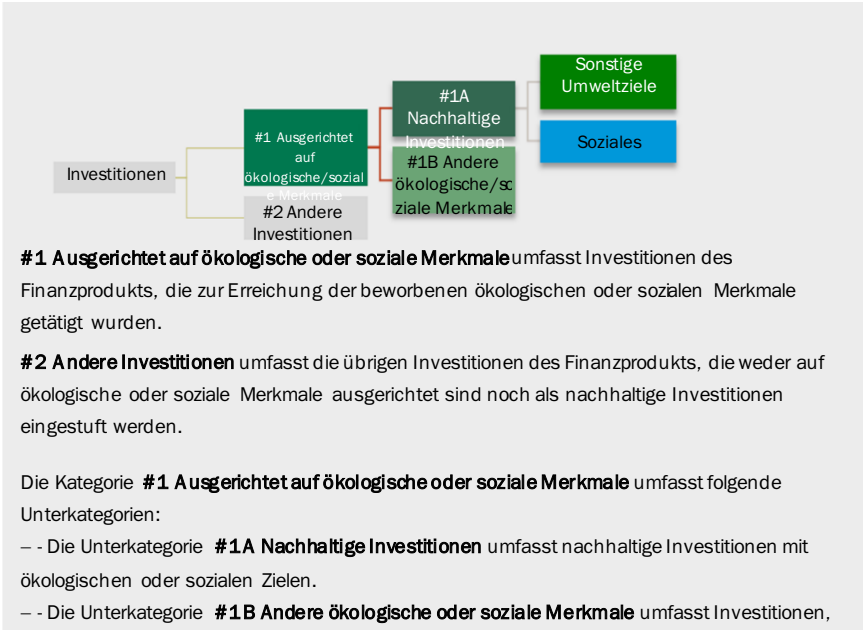 Sonstige
Umweltziele
#1A
Nachhaltige
Investitionen
#1 Ausgerichtet
auf
ökologische/sozial
e Merkmale
Soziales
#1B Andere
ökologische/so
ziale Merkmale
Investitionen
#2 Andere
Investitionen
#1 Ausgerichtet auf ökologische oder soziale Merkmale umfasst Investitionen des
Finanzprodukts, die zur Erreichung der beworbenen ökologischen oder sozialen Merkmale
getätigt wurden.
#2 Andere Investitionen umfasst die übrigen Investitionen des Finanzprodukts, die weder auf
ökologische oder soziale Merkmale ausgerichtet sind noch als nachhaltige Investitionen
eingestuft werden.
Die Kategorie #1 Ausgerichtet auf ökologische oder soziale Merkmale umfasst folgende
Unterkategorien:
– - Die Unterkategorie #1A Nachhaltige Investitionen umfasst nachhaltige Investitionen mit
ökologischen oder sozialen Zielen.
– - Die Unterkategorie #1B Andere ökologische oder soziale Merkmale umfasst Investitionen,